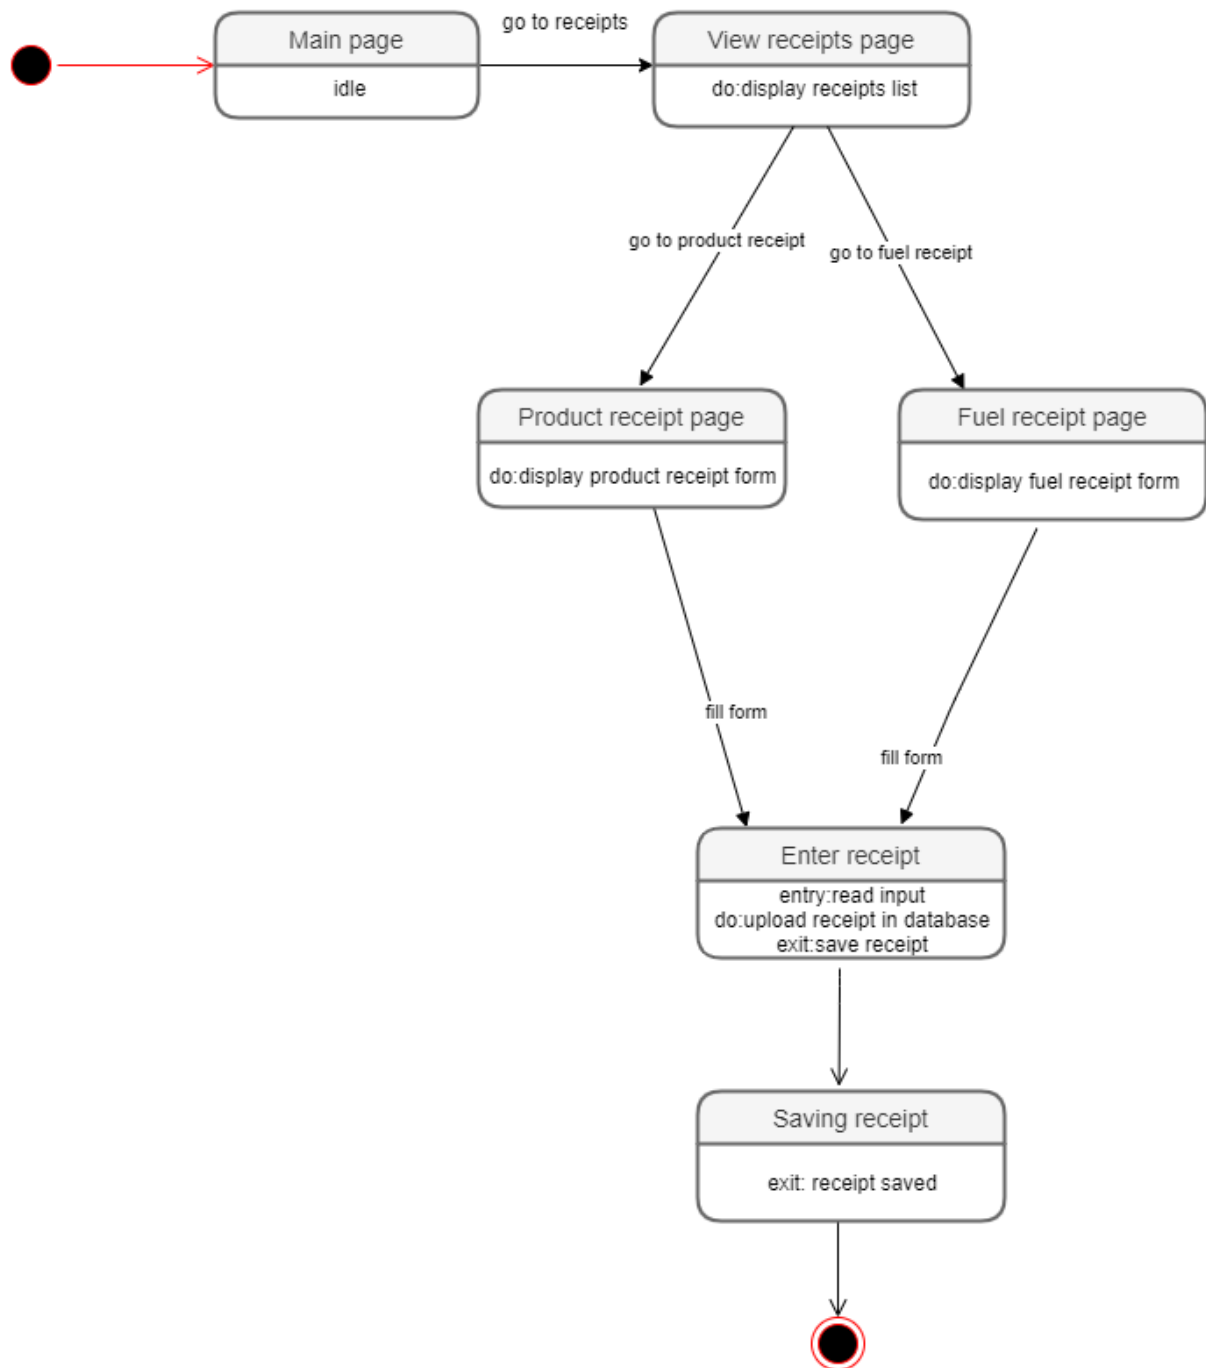 Main page
idle
go to receipts
View receipts page
do:display receipts list
go to product receipt
go to fuel receipt
Product receipt page
do:display product receipt form
Fuel receipt page
do:display fuel receipt form
fill form
fill form
Enter receipt
entry:read input
do:upload receipt in database
exit:save receipt
Saving receipt
exit: receipt saved